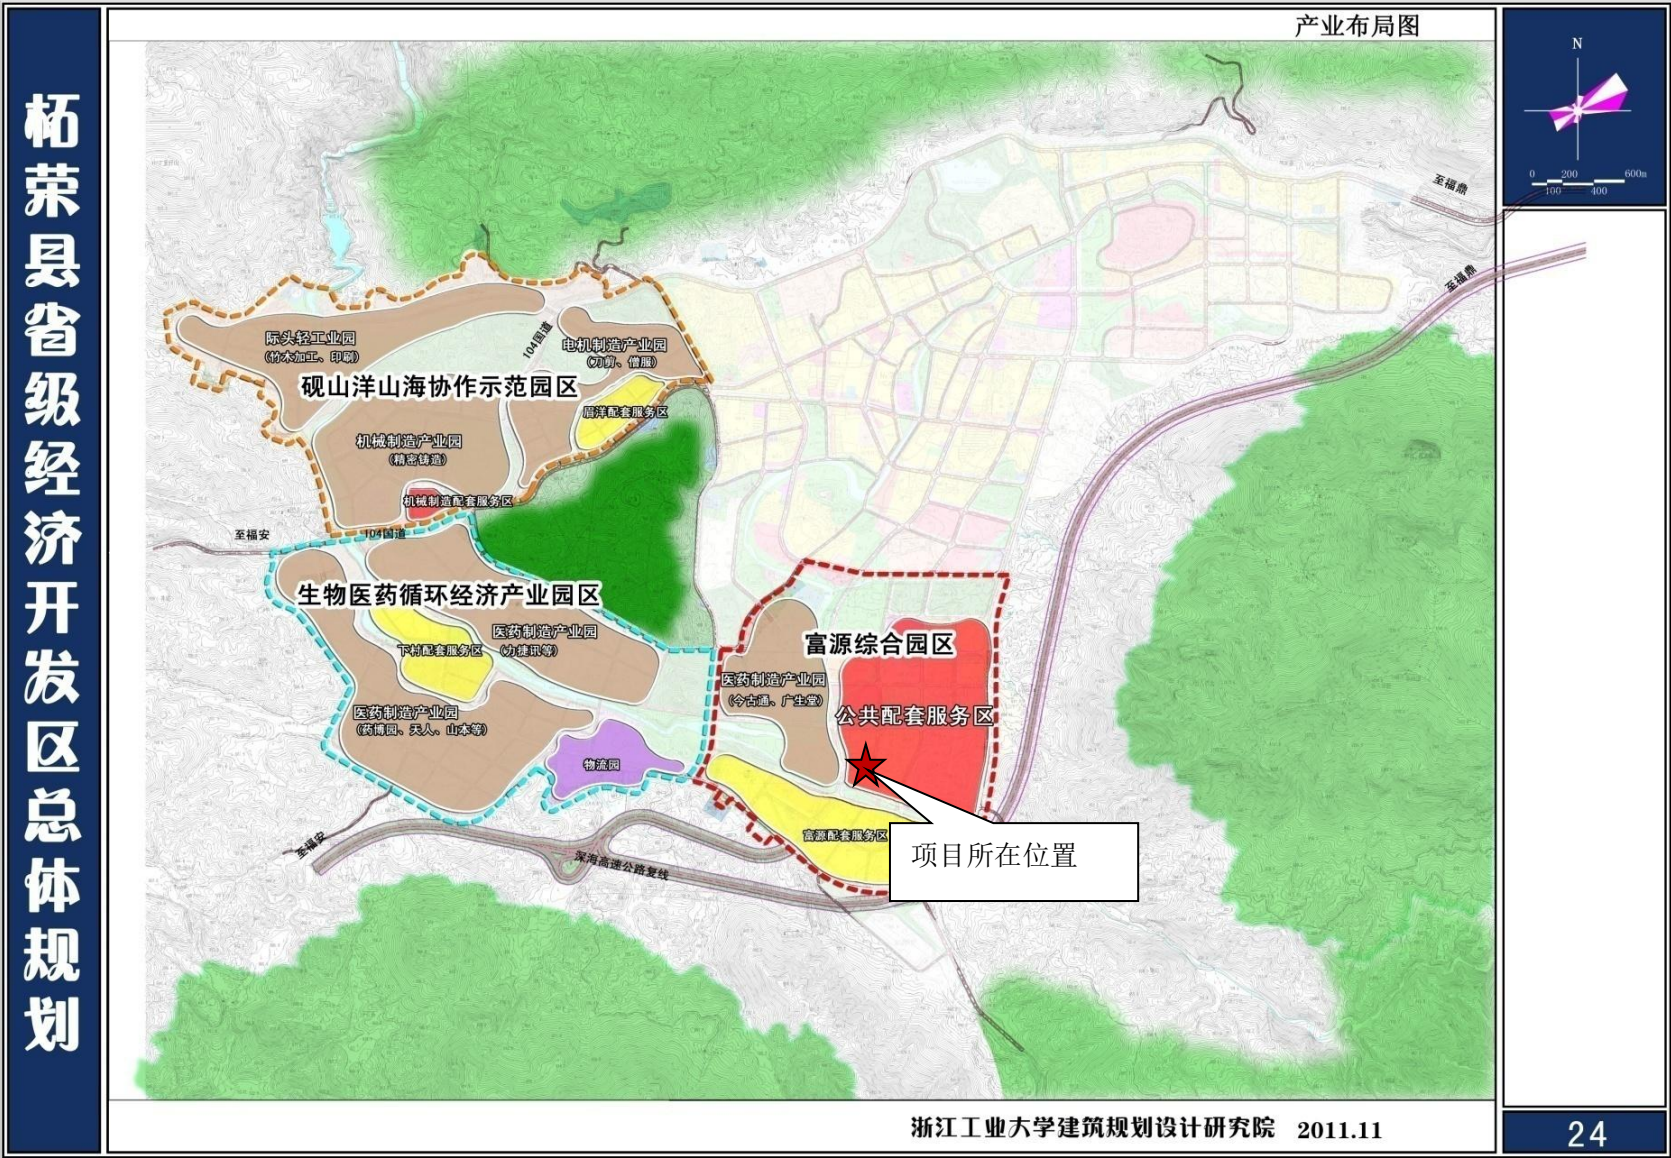 产业布局图
柘荣县省级经济开发区总体规划
N
0 200 600m
100 400
至福鼎
至福鼎
际头轻工业园
(竹木加工、印刷)
104国道
电机制造产业园
(刀剪、僧服)
砚山洋山海协作示范园区
眉洋配套服务区
机械制造产业园
(精密铸造)
机械制造配套服务区
至福安
104国道
生物医药循环经济产业园区
医药制造产业园
(力捷讯等)
下村配套服务区
富源综合园区
医药制造产业园
(今古通、广生堂)
公共配套服务区
医药制造产业园
(药博园、天人、山本等)
物流园
富源配套服务区
项目所在位置
至福安
深海高速公路复线
浙江工业大学建筑规划设计研究院 2011.11
24